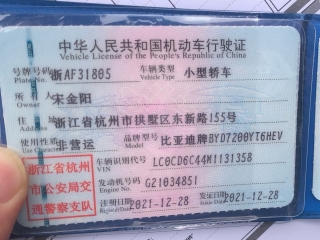 中华人民共和国机动车行驶证
Vehicle License of the People's Republic of China
号牌号码 浙AF31805 车辆类型 小型轿车
Plate No. Vehicle Type
所有人 宋金阳
住址 浙江省杭州市拱墅区东新路155号
使用性质 非营运 品牌型号 比亚迪牌BYD7200YT6HEV
浙江省杭州市公安局交通警察支队
车辆识别代号 LC0CD6C44M1131358
VIN
发动机号码 G21034851
注册日期 2021-12-28 发证日期 2021-12-28